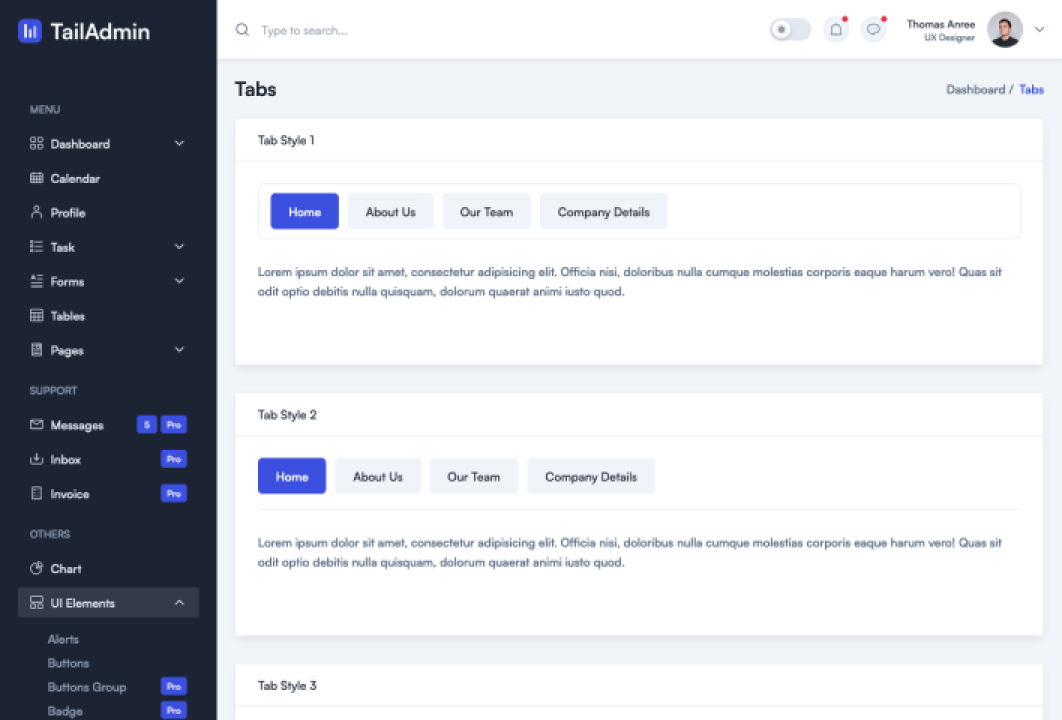 TailAdmin
Type to search...
Thomas Anree
UX Designer
MENU
Dashboard
Calendar
Profile
Task
Forms
Tables
Pages
SUPPORT
Messages 5 Pro
Inbox Pro
Invoice Pro
OTHERS
Chart
UI Elements
Alerts
Buttons
Buttons Group Pro
Badge Pro
Tabs
Dashboard / Tabs
Tab Style 1
Home About Us Our Team Company Details
Lorem ipsum dolor sit amet, consectetur adipisicing elit. Officia nisi, doloribus nulla cumque molestias corporis eaque harum vero! Quas sit
odit optio debitis nulla quisquam, dolorum quaerat animi iusto quod.
Tab Style 2
Home About Us Our Team Company Details
Lorem ipsum dolor sit amet, consectetur adipisicing elit. Officia nisi, doloribus nulla cumque molestias corporis eaque harum vero! Quas sit
odit optio debitis nulla quisquam, dolorum quaerat animi iusto quod.
Tab Style 3